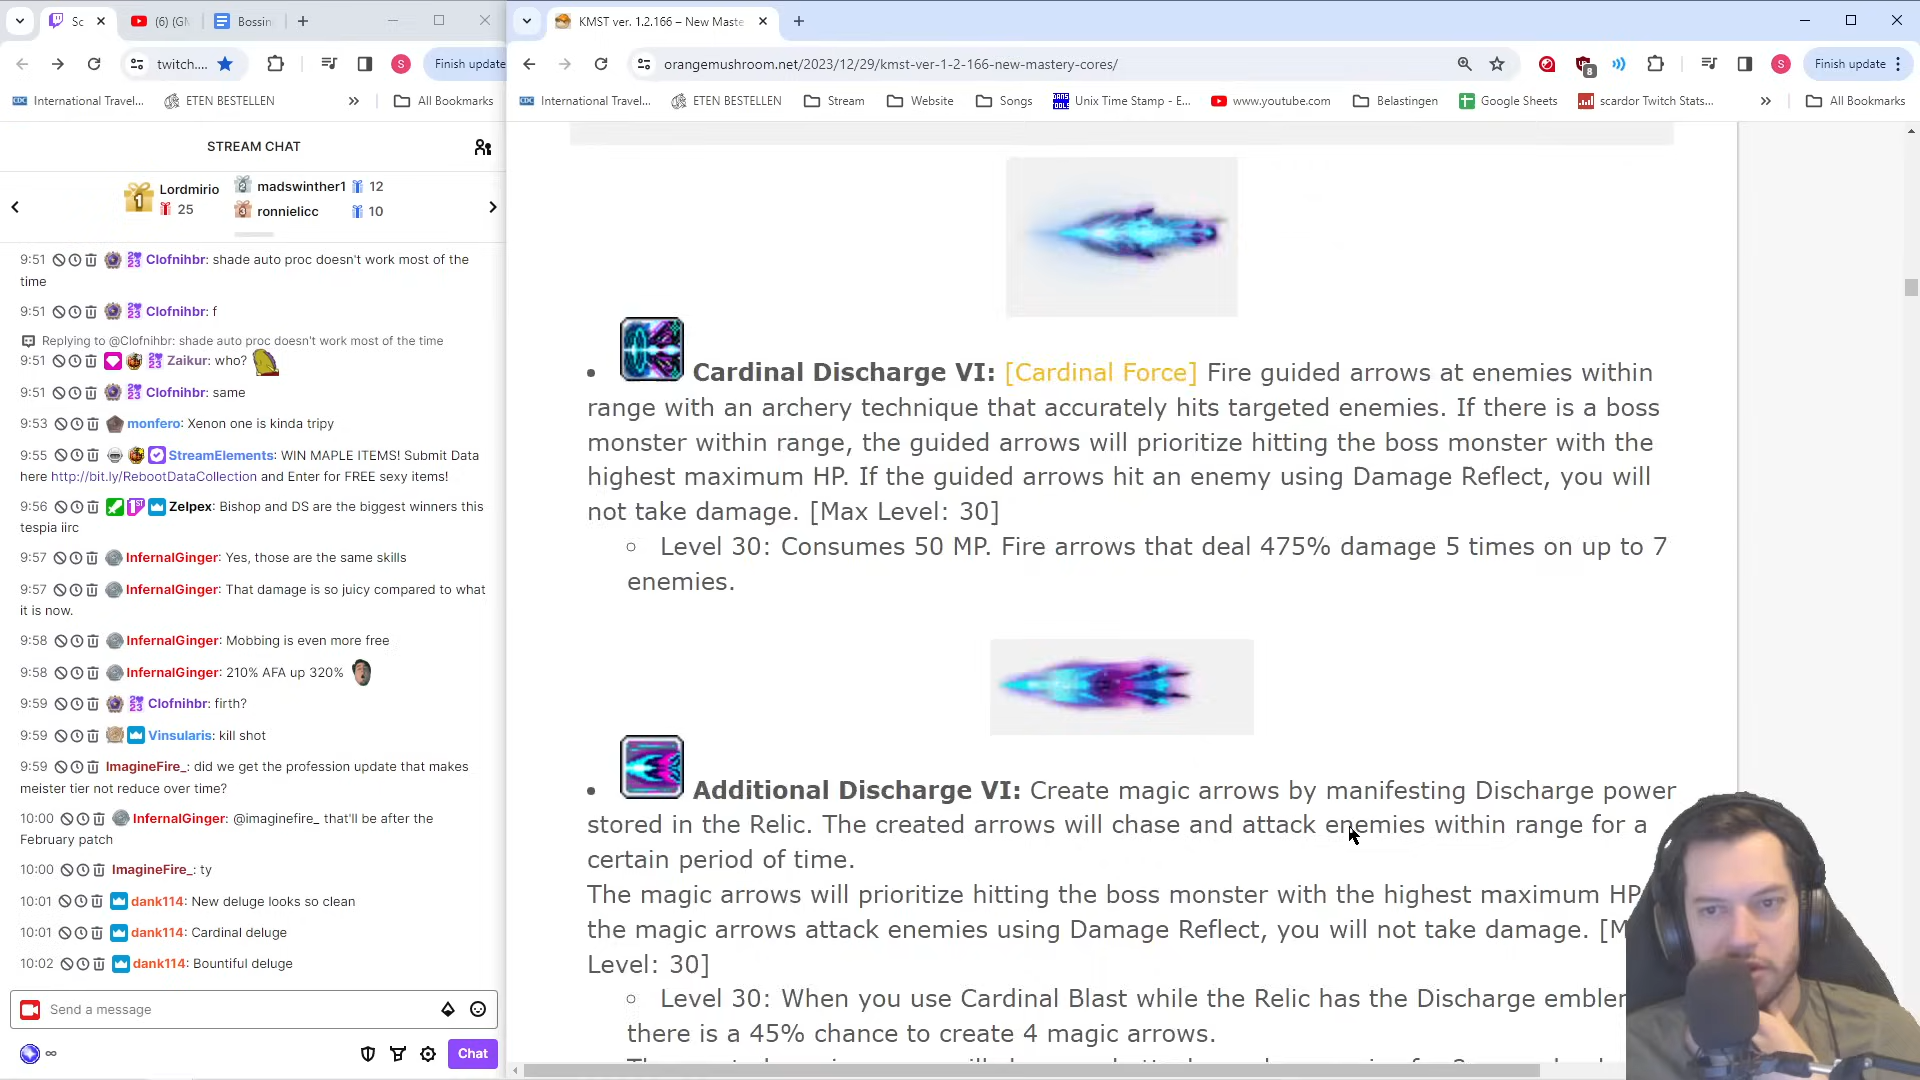 Sc
(6) (GM
Bossin
KMST ver. 1.2.166 – New Maste
twitch....
S
Finish update
orangemushroom.net/2023/12/29/kmst-ver-1-2-166-new-mastery-cores/
8
S
Finish update
International Travel...
ETEN BESTELLEN
»
All Bookmarks
International Travel...
ETEN BESTELLEN
Stream
Website
Songs
Unix Time Stamp - E...
www.youtube.com
Belastingen
Google Sheets
scardor Twitch Stats...
»
All Bookmarks
STREAM CHAT
1
Lordmirio
25
2
madswinther1
12
3
ronnielicc
10
9:51 Clofnihbr: shade auto proc doesn't work most of the
time
9:51 Clofnihbr: f
Replying to @Clofnihbr: shade auto proc doesn't work most of the time
9:51 Zaikur: who?
9:51 Clofnihbr: same
9:53 monfero: Xenon one is kinda tripy
9:55 StreamElements: WIN MAPLE ITEMS! Submit Data
here http://bit.ly/RebootDataCollection and Enter for FREE sexy items!
9:56 Zelpex: Bishop and DS are the biggest winners this
tespia iirc
9:57 InfernalGinger: Yes, those are the same skills
9:57 InfernalGinger: That damage is so juicy compared to what
it is now.
9:58 InfernalGinger: Mobbing is even more free
9:58 InfernalGinger: 210% AFA up 320%
9:59 Clofnihbr: firth?
9:59 Vinsularis: kill shot
9:59 ImagineFire_: did we get the profession update that makes
meister tier not reduce over time?
10:00 InfernalGinger: @imaginefire_ that'll be after the
February patch
10:00 ImagineFire_: ty
10:01 dank114: New deluge looks so clean
10:01 dank114: Cardinal deluge
10:02 dank114: Bountiful deluge
Send a message
∞
Chat
• Cardinal Discharge VI: [Cardinal Force] Fire guided arrows at enemies within
range with an archery technique that accurately hits targeted enemies. If there is a boss
monster within range, the guided arrows will prioritize hitting the boss monster with the
highest maximum HP. If the guided arrows hit an enemy using Damage Reflect, you will
not take damage. [Max Level: 30]
○ Level 30: Consumes 50 MP. Fire arrows that deal 475% damage 5 times on up to 7
enemies.
• Additional Discharge VI: Create magic arrows by manifesting Discharge power
stored in the Relic. The created arrows will chase and attack enemies within range for a
certain period of time.
The magic arrows will prioritize hitting the boss monster with the highest maximum HP
the magic arrows attack enemies using Damage Reflect, you will not take damage. [M
Level: 30]
○ Level 30: When you use Cardinal Blast while the Relic has the Discharge emblem
there is a 45% chance to create 4 magic arrows.